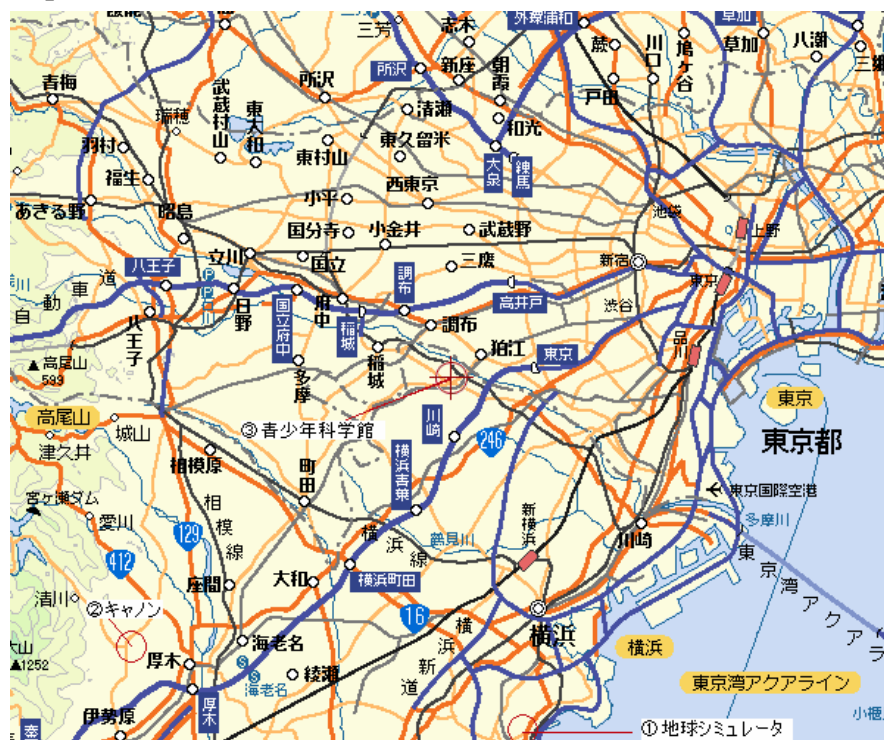 志木
外環浦和
蕨
川口
鳩ヶ谷
草加
草加
八潮
三芳
所沢
新座
朝霞
戸田
青梅
瑞穂
武蔵村山
東大和
所沢
清瀬
和光
羽村
東村山
東久留米
大泉
練馬
福生
小平
西東京
あきる野
昭島
国分寺
小金井
武蔵野
池袋
上野
立川
国立
三鷹
新宿
東京
自動車道
八王子
日野
国立府中
府中
稲城
調布
高井戸
渋谷
八王子
調布
品川
高尾山
593
多摩
稲城
狛江
東京
高尾山
城山
③青少年科学館
川崎
246
東京
東京都
津久井
相模原
町田
横浜青葉
東京国際空港
宮ヶ瀬ダム
愛川
129
相模線
横浜線
鶴見川
新横浜
川崎
多摩川
412
座間
大和
横浜町田
東京湾アクアラ
清川
②キャノン
16
横浜新道
横浜
横浜
大山
1252
厚木
海老名
海老名
綾瀬
東京湾アクアライン
厚木
伊勢原
①地球シミュレータ
小櫃